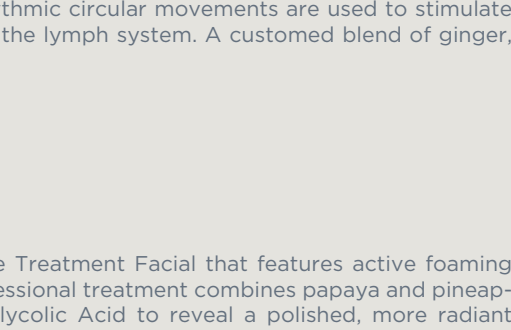 thmic circular movements are used to stimulate
the lymph system. A customed blend of ginger,
Treatment Facial that features active foaming
essional treatment combines papaya and pineap-
lycolic Acid to reveal a polished, more radiant